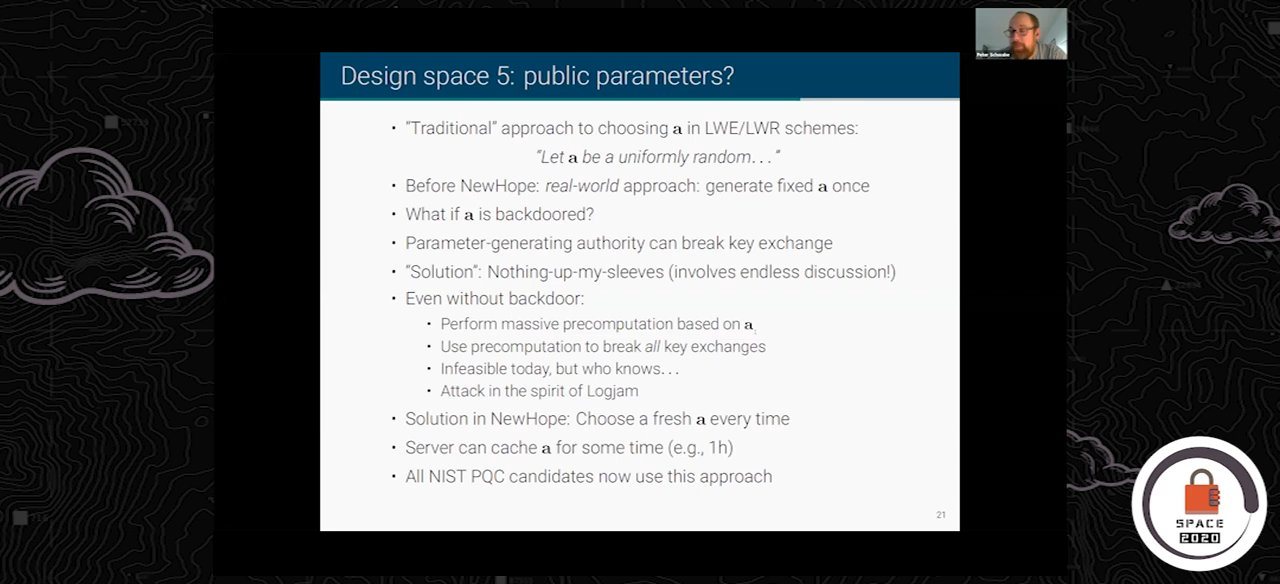 Peter Schwabe
Design space 5: public parameters?
• “Traditional” approach to choosing a in LWE/LWR schemes:
“Let a be a uniformly random. . . ”
• Before NewHope: real-world approach: generate fixed a once
• What if a is backdoored?
• Parameter-generating authority can break key exchange
• “Solution”: Nothing-up-my-sleeves (involves endless discussion!)
• Even without backdoor:
• Perform massive precomputation based on a
• Use precomputation to break all key exchanges
• Infeasible today, but who knows. . .
• Attack in the spirit of Logjam
• Solution in NewHope: Choose a fresh a every time
• Server can cache a for some time (e.g., 1h)
• All NIST PQC candidates now use this approach
21
SPACE
2020